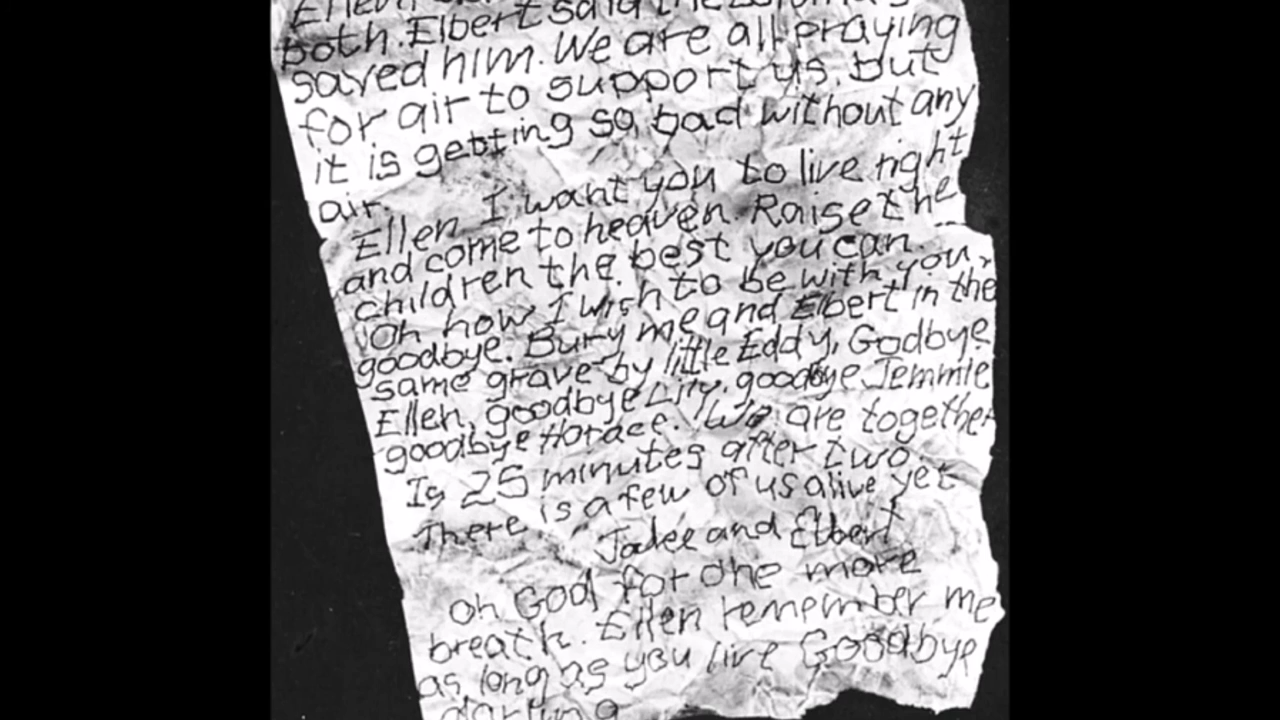 both. Elbert said the
saved him. We are all praying
for air to support us. but
it is getting so bad without any
air.
Ellen I want you to live right
and come to heaven. Raise the
children the best you can.
Oh how I wish to be with you,
goodbye. Bury me and Elbert in the
same grave by little Eddy, Godbye
Ellen, goodbye Lily, goodbye Jemmie
goodbye Horace. We are together
Is 25 minutes after two.
There is a few of us alive yet
Jake and Elbert
Oh God for one more
breath. Ellen remember me
as long as you live Goodbye
darling